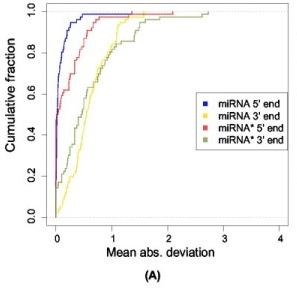 Cumulative fraction
1.0
0.8
0.6
0.4
0.2
0.0
miRNA 5' end
miRNA 3' end
miRNA* 5' end
miRNA* 3' end
0 1 2 3 4
Mean abs. deviation
(A)